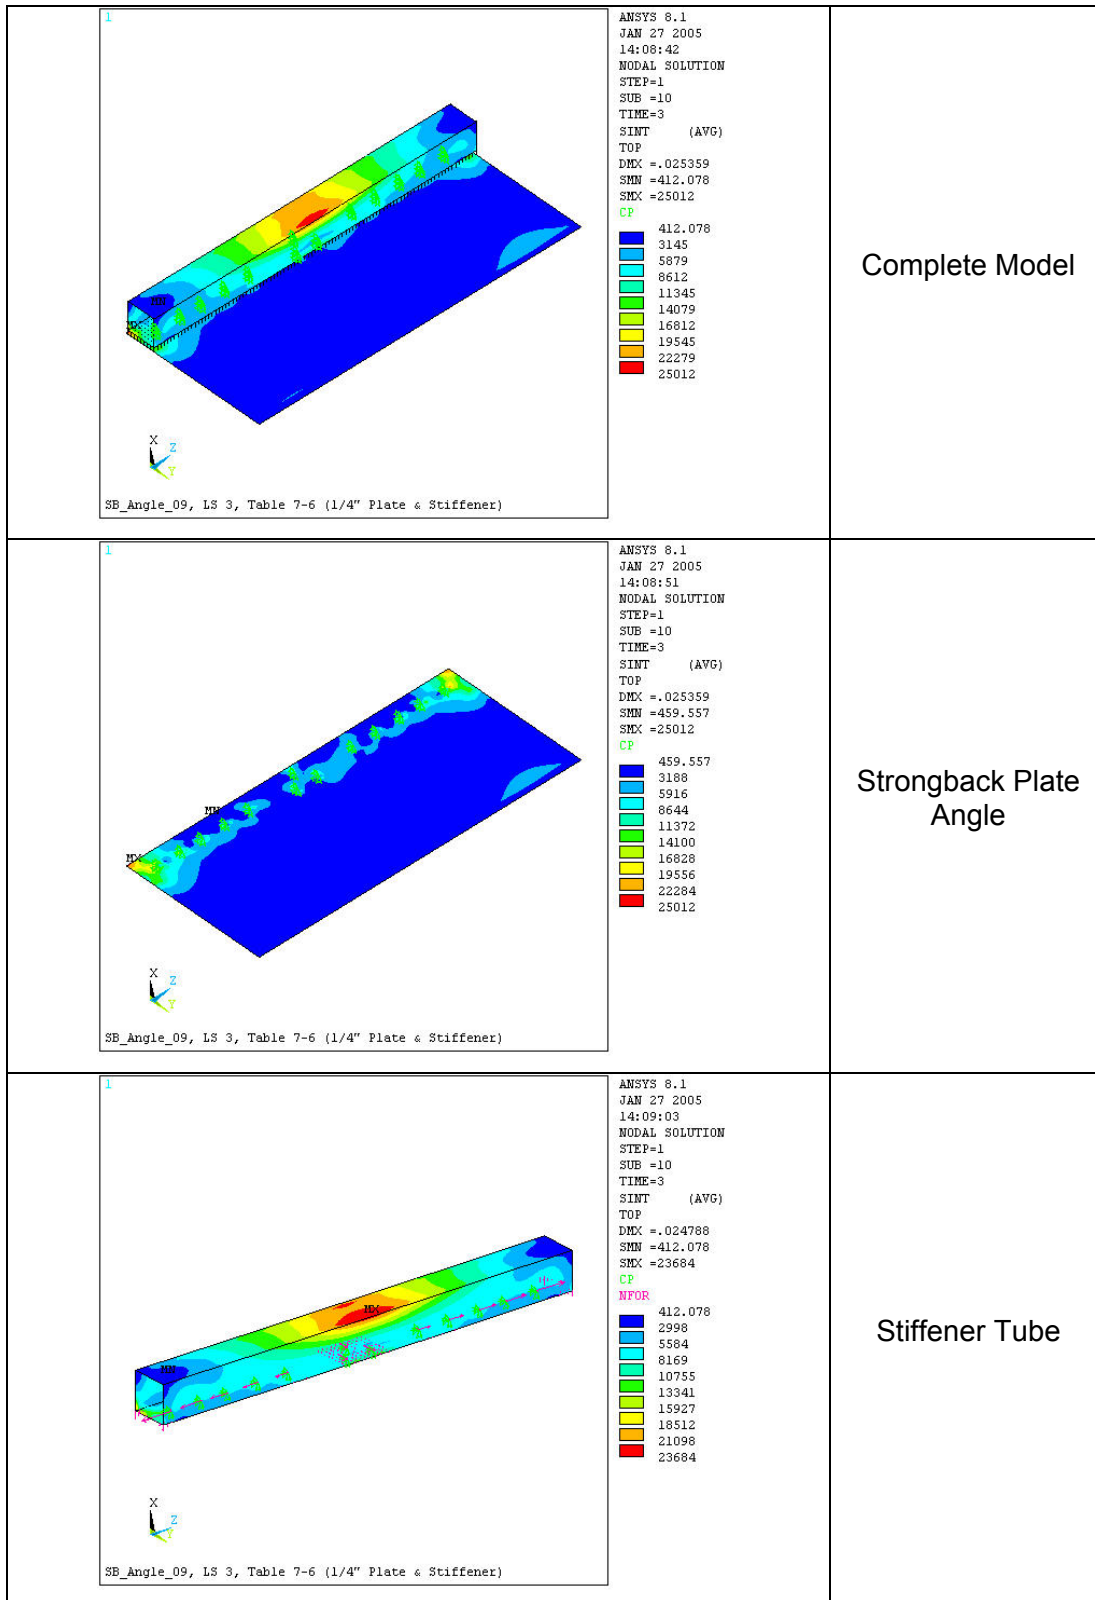 1
ANSYS 8.1
JAN 27 2005
14:08:42
NODAL SOLUTION
STEP=1
SUB =10
TIME=3
SINT (AVG)
TOP
DMX =.025359
SMN =412.078
SMX =25012
CP
412.078
3145
5879
8612
11345
14079
16812
19545
22279
25012
MN
MX
X
Z
Y
SB_Angle_09, LS 3, Table 7-6 (1/4" Plate & Stiffener)
Complete Model
1
ANSYS 8.1
JAN 27 2005
14:08:51
NODAL SOLUTION
STEP=1
SUB =10
TIME=3
SINT (AVG)
TOP
DMX =.025359
SMN =459.557
SMX =25012
CP
459.557
3188
5916
8644
11372
14100
16828
19556
22284
25012
MN
MX
X
Z
Y
SB_Angle_09, LS 3, Table 7-6 (1/4" Plate & Stiffener)
Strongback Plate
Angle
1
ANSYS 8.1
JAN 27 2005
14:09:03
NODAL SOLUTION
STEP=1
SUB =10
TIME=3
SINT (AVG)
TOP
DMX =.024788
SMN =412.078
SMX =23684
CP
NFOR
412.078
2998
5584
8169
10755
13341
15927
18512
21098
23684
MX
MN
X
Z
Y
SB_Angle_09, LS 3, Table 7-6 (1/4" Plate & Stiffener)
Stiffener Tube